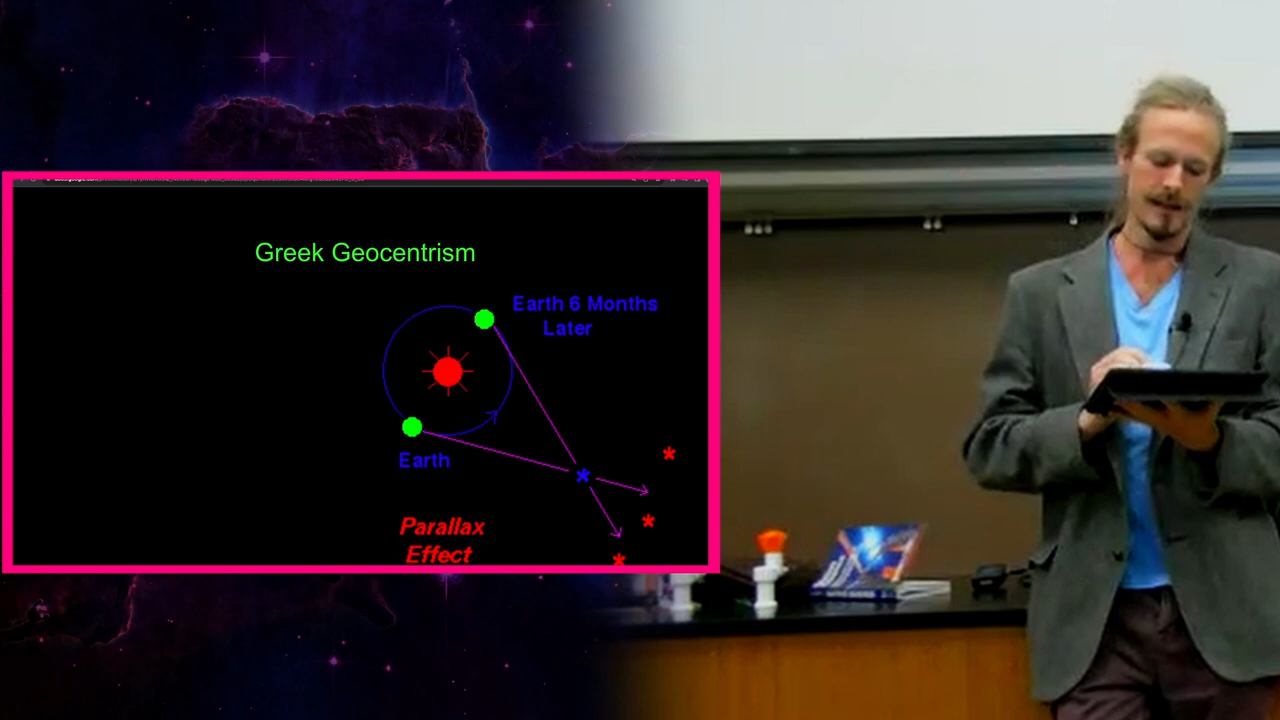 Greek Geocentrism
Earth 6 Months
Later
Earth
Parallax
Effect